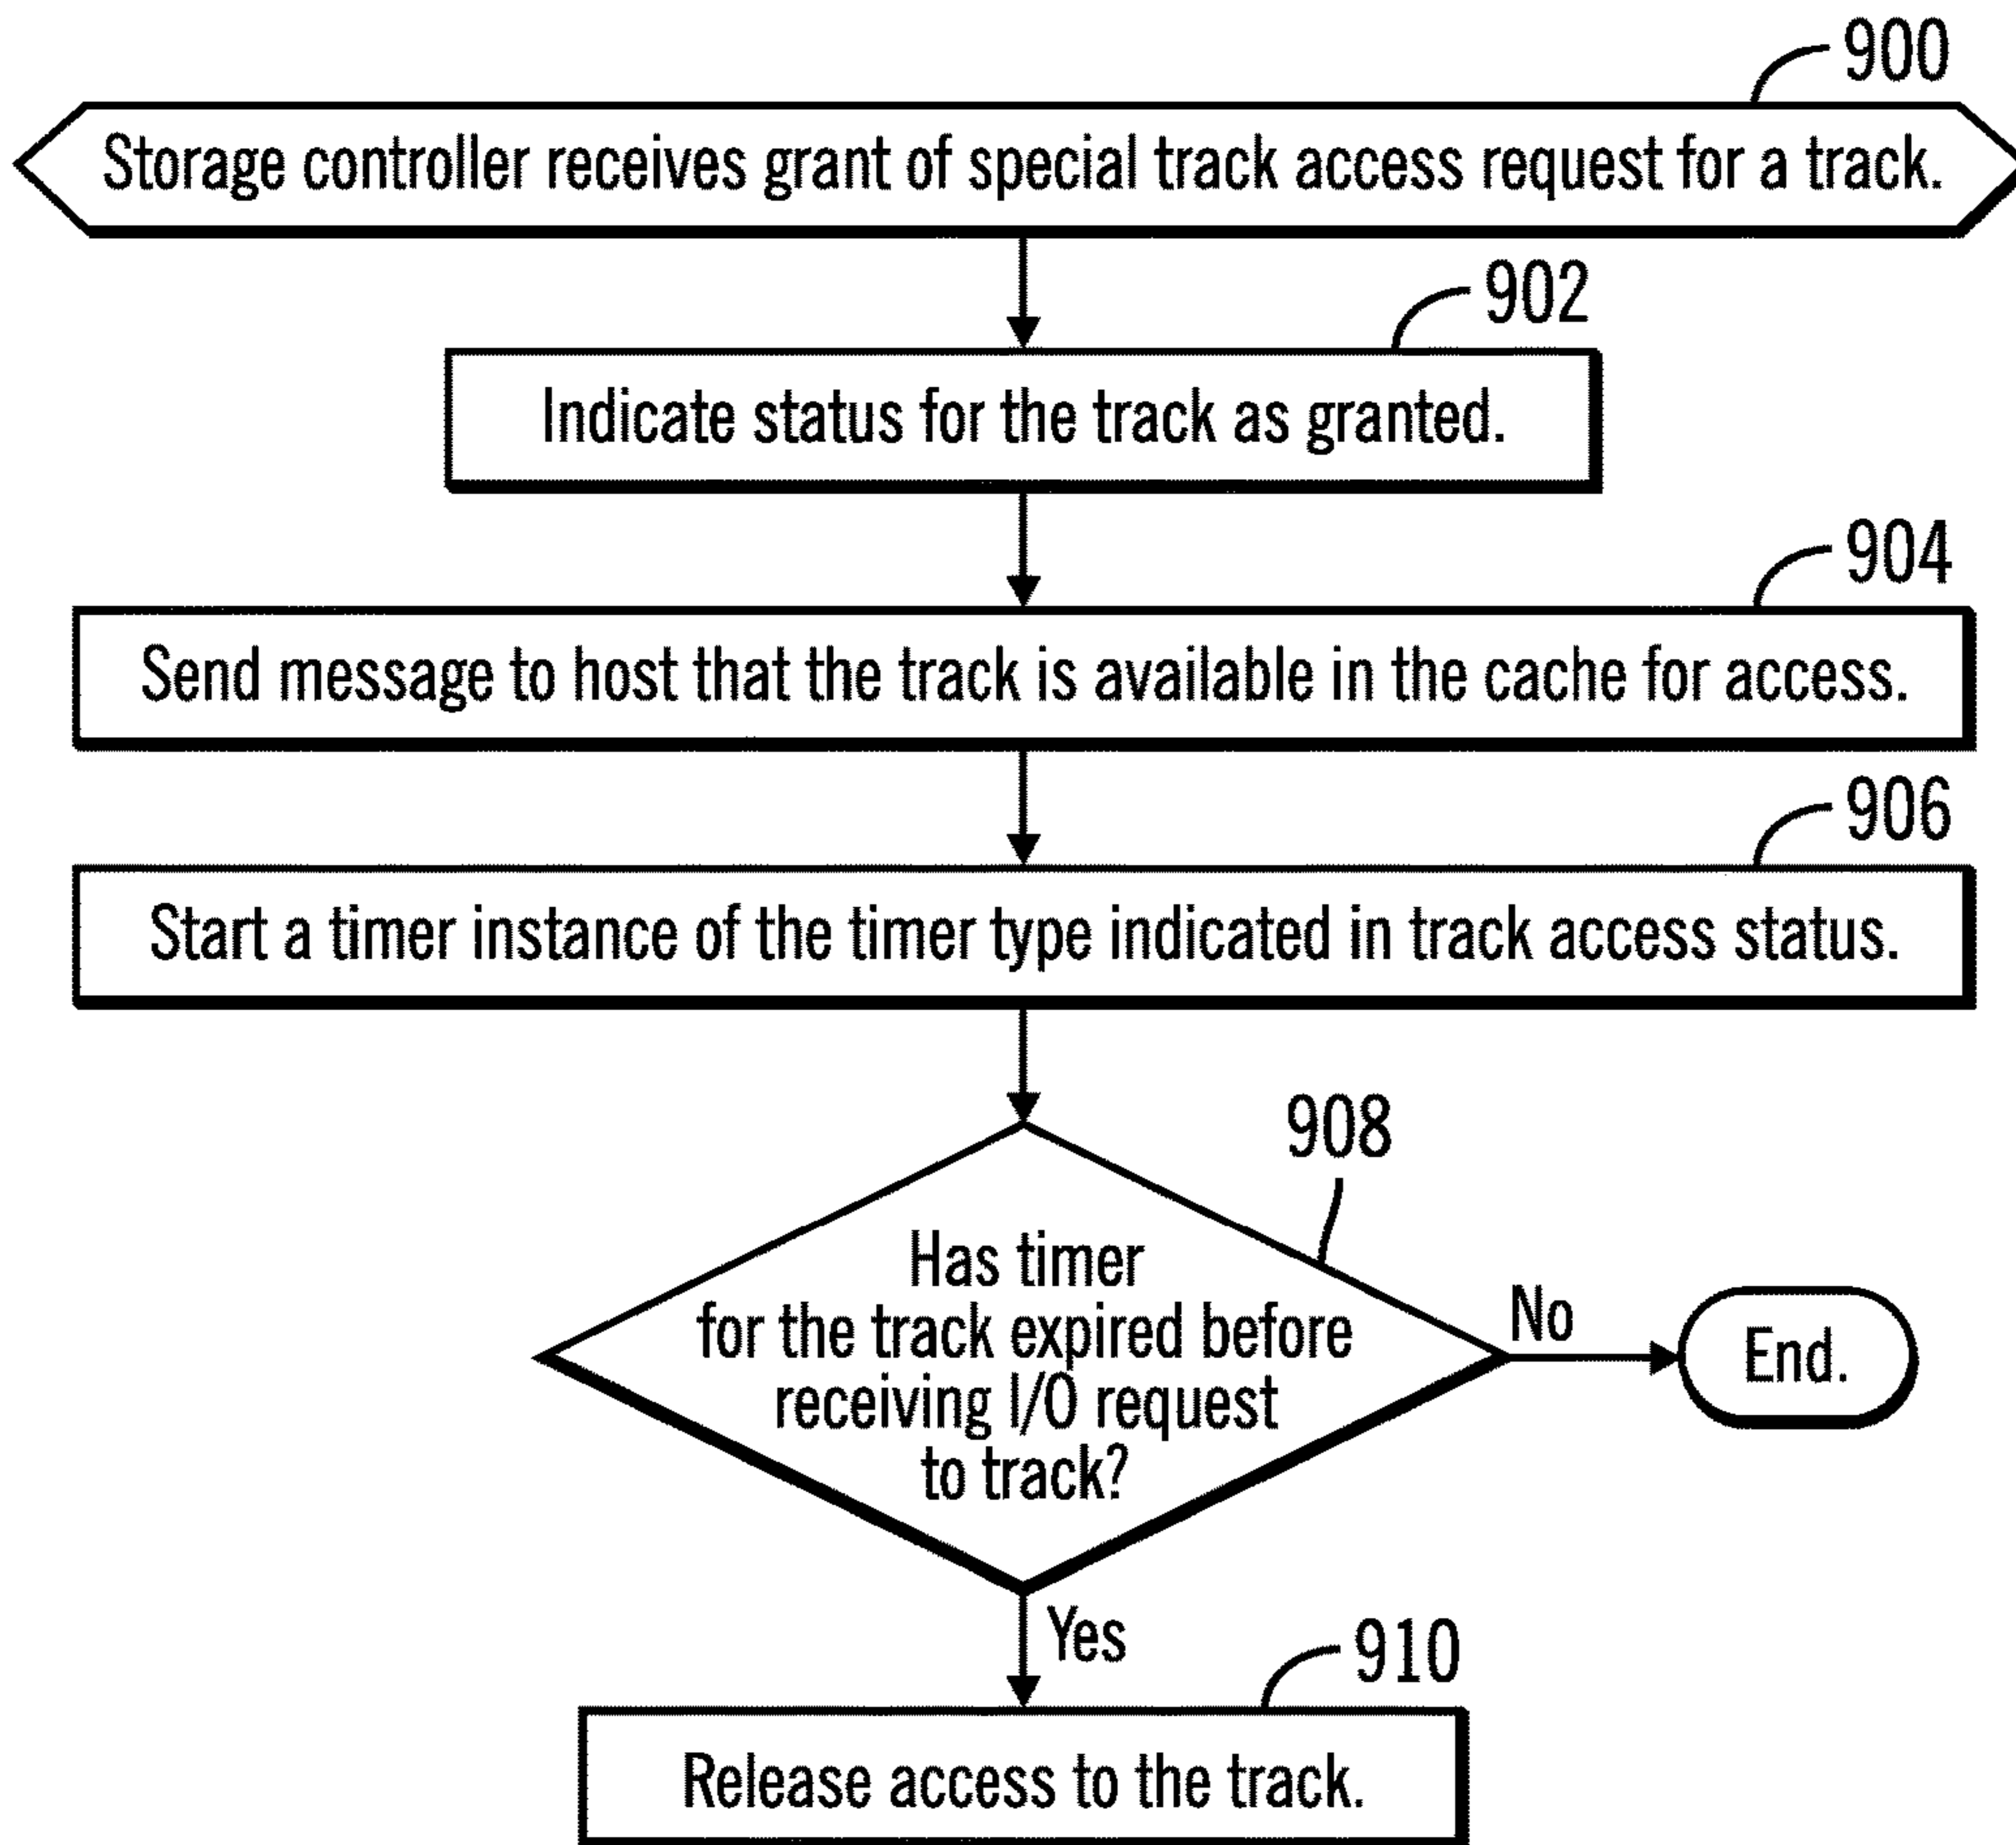 900
Storage controller receives grant of special track access request for a track.
902
Indicate status for the track as granted.
904
Send message to host that the track is available in the cache for access.
906
Start a timer instance of the timer type indicated in track access status.
908
Has timer
for the track expired before
receiving I/O request
to track?
No
End.
Yes
910
Release access to the track.